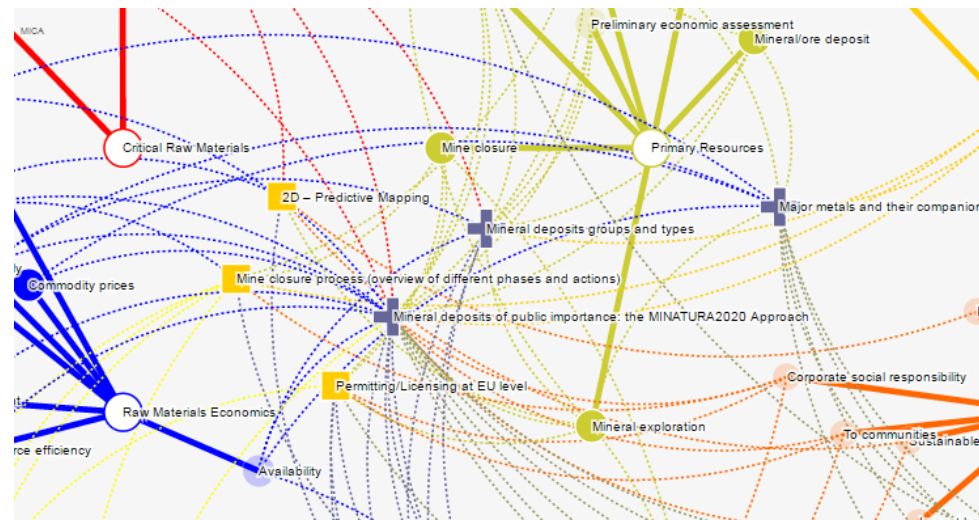 Preliminary economic assessment
MICA
Mineral/ore deposit
Critical Raw Materials
Mine closure
Primary Resources
2D – Predictive Mapping
Major metals and their companion
Mineral deposits groups and types
Mine closure process (overview of different phases and actions)
Commodity prices
Mineral deposits of public importance: the MINATURA2020 Approach
Corporate social responsibility
Permitting/Licensing at EU level
Raw Materials Economics
Mineral exploration
To communities
Sustainable
rce efficiency
Availability